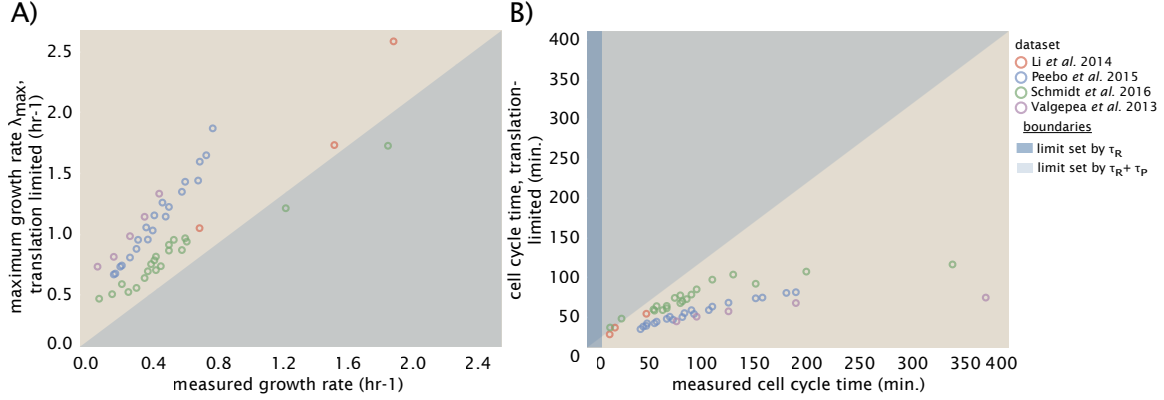 A)
maximum growth rate λmax,
translation limited (hr-1)
2.5
2.0
1.5
1.0
0.5
0.0
0.0 0.4 0.4 1.2 1.6 2.0 2.4
measured growth rate (hr-1)
B)
cell cycle time, translation-
limited (min.)
400
350
300
250
200
150
100
50
0
0 50 100 150 200 250 300 350 400
measured cell cycle time (min.)
dataset
Li et al. 2014
Peebo et al. 2015
Schmidt et al. 2016
Valgepea et al. 2013
boundaries
limit set by τR
limit set by τR+ τP